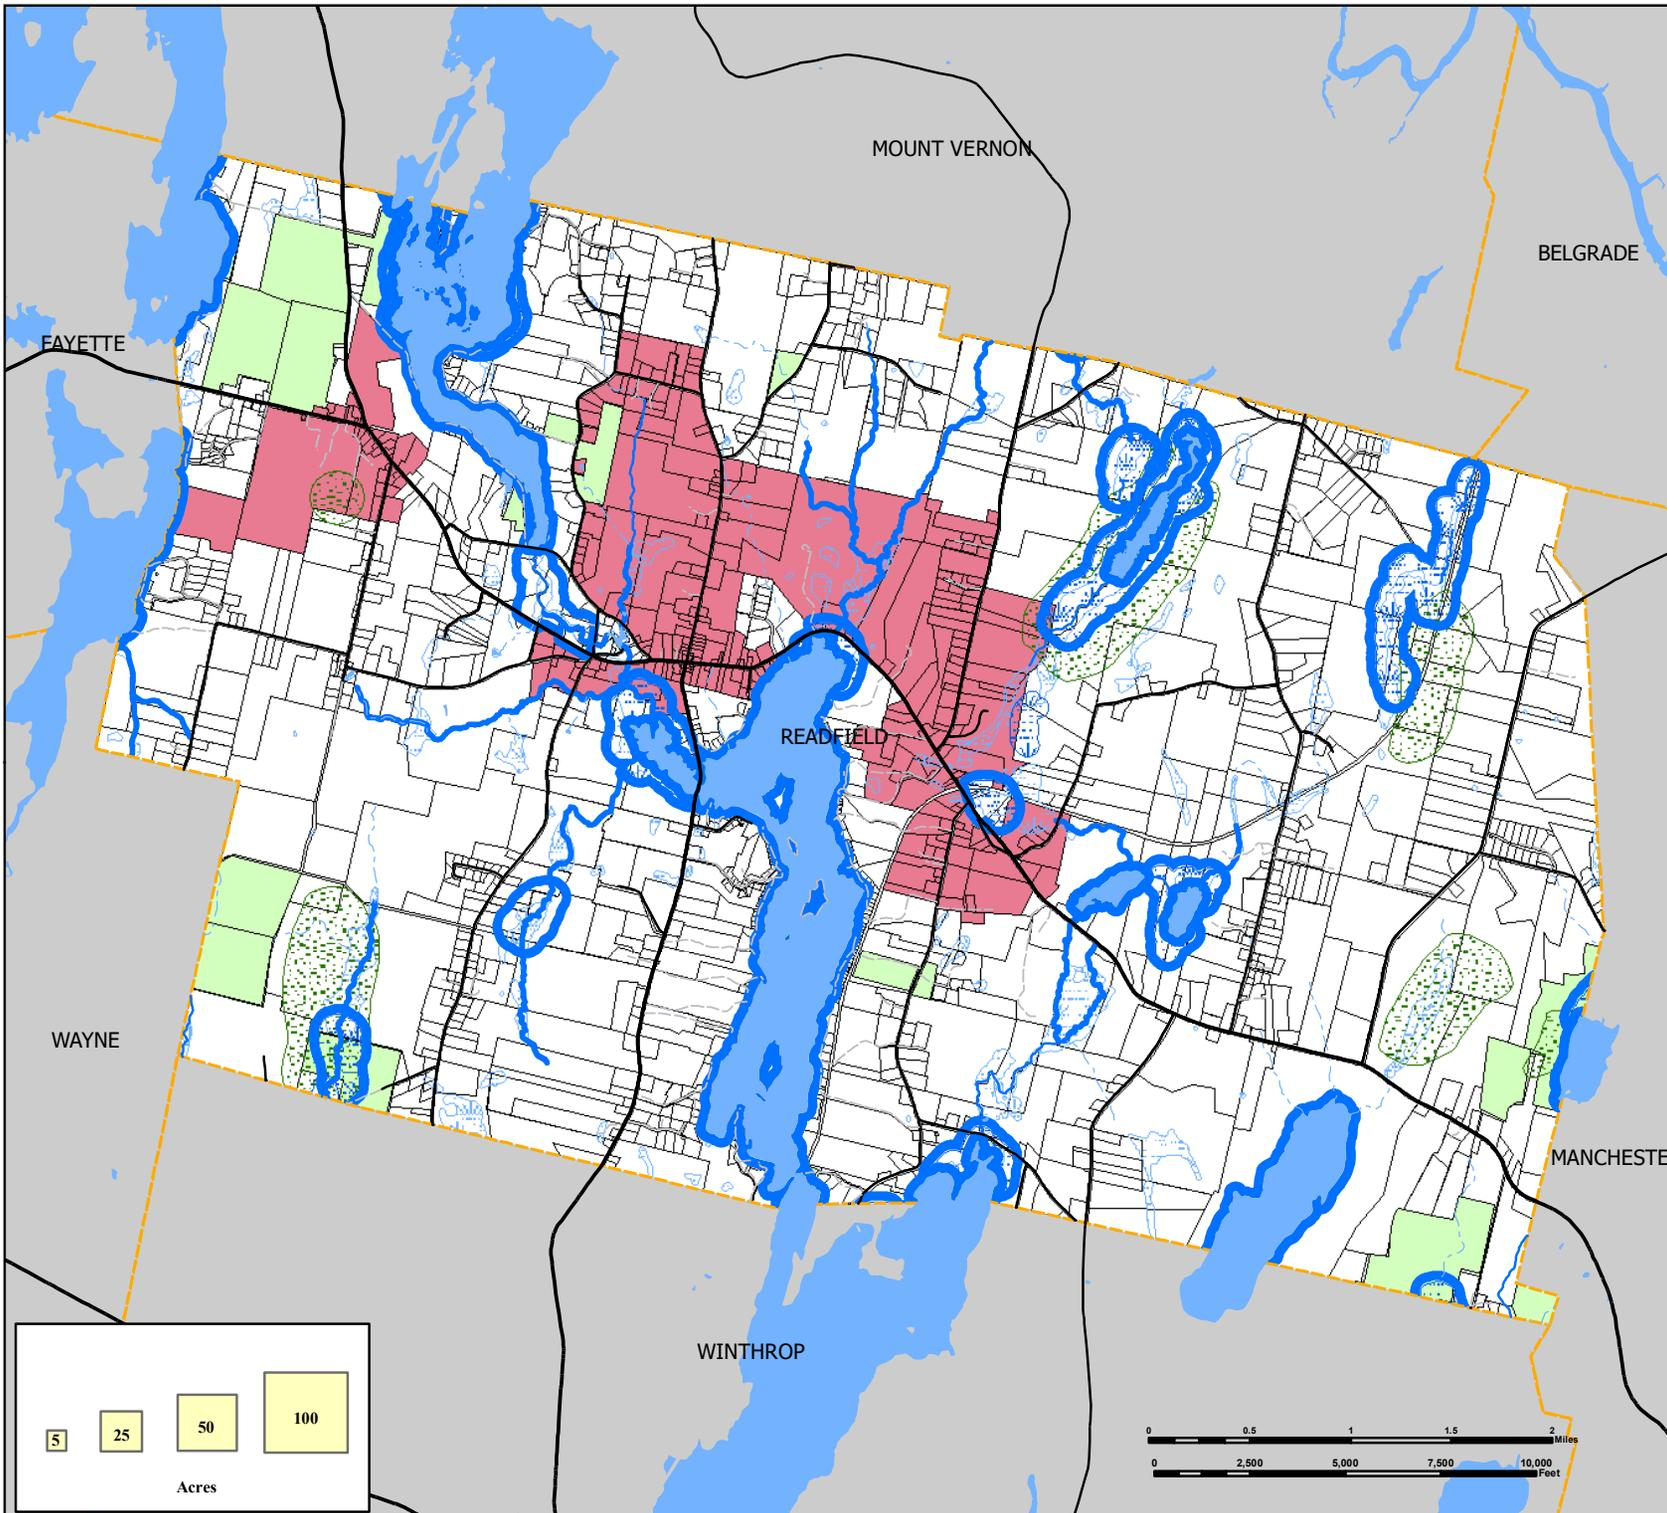 MOUNT VERNON
BELGRADE
FAYETTE
READFIELD
WAYNE
MANCHESTE
WINTHROP
5 25 50 100
Acres
0 0.5 1 1.5 2
Miles
0 2,500 5,000 7,500 10,000
Feet